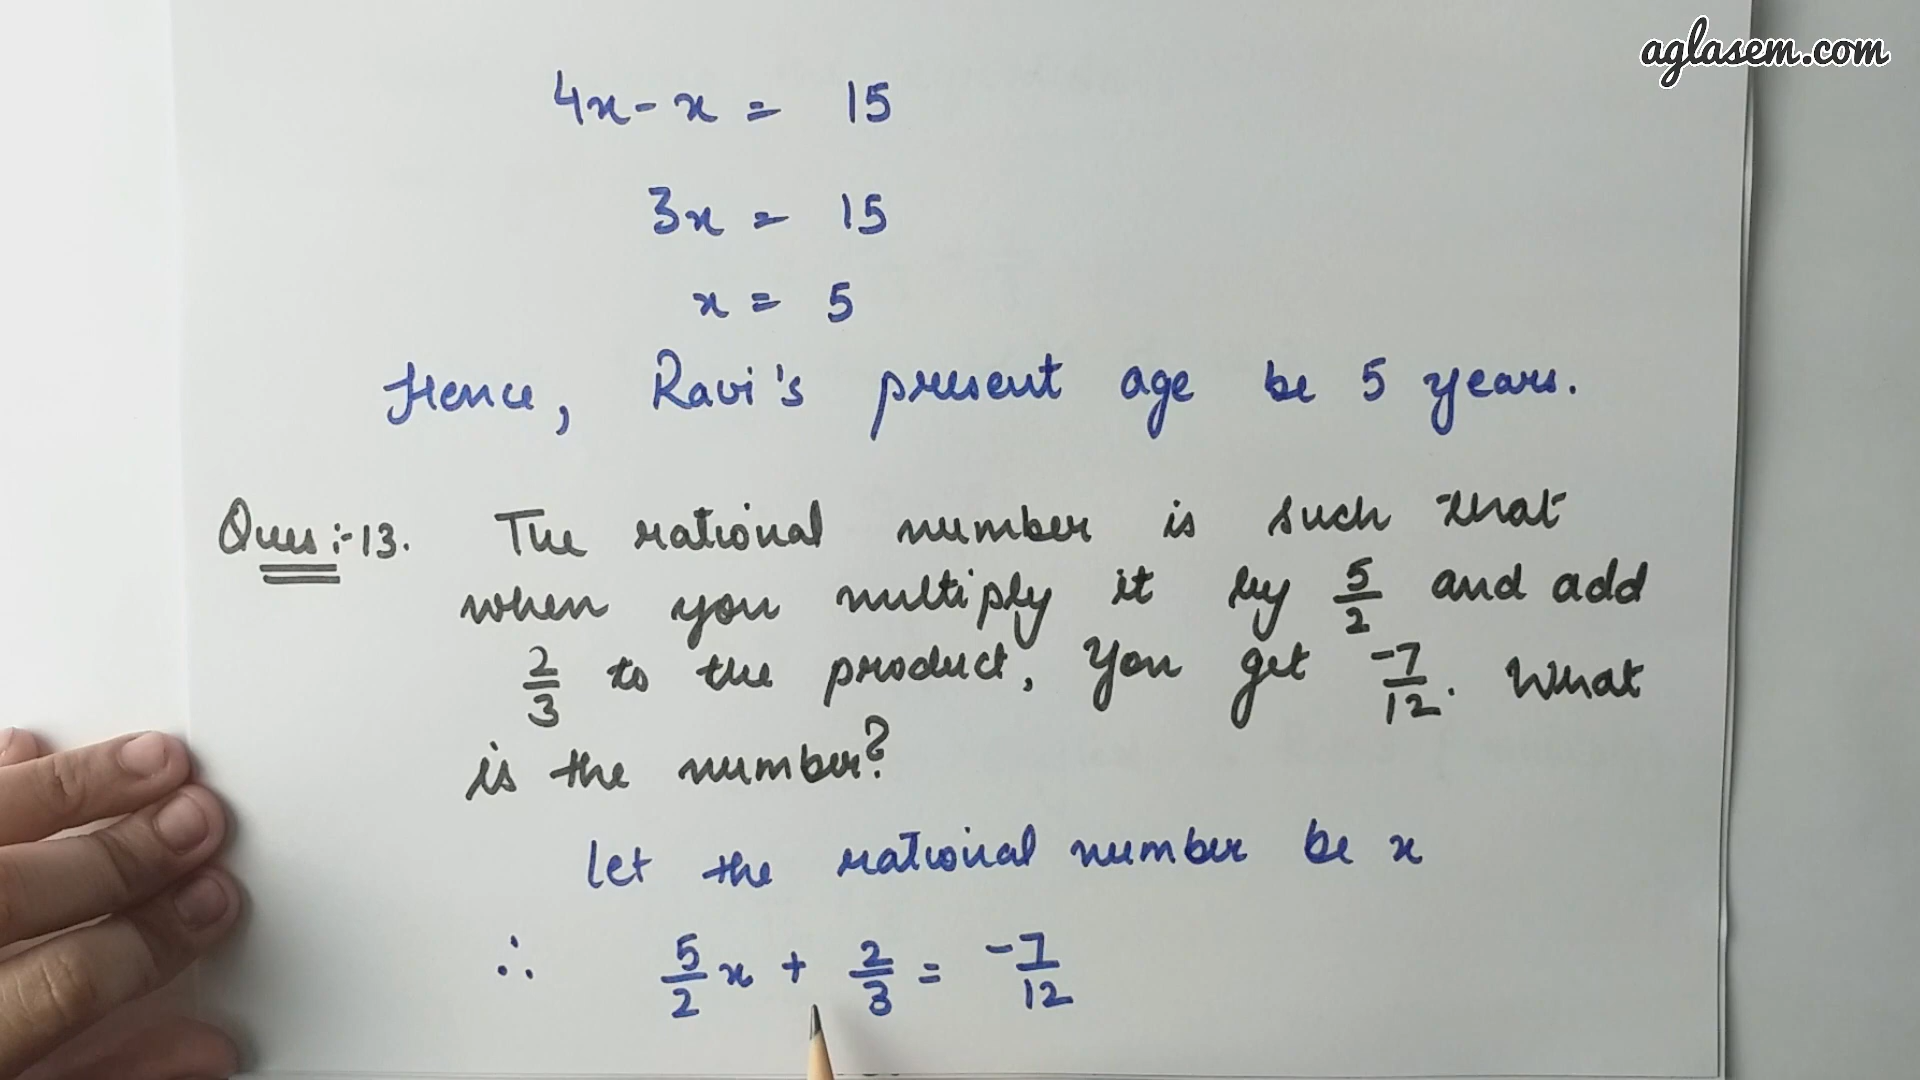 aglasem.com
4x - x = 15
3x = 15
x = 5
Hence, Ravi's present age be 5 years.
Ques:-13. The rational number is such that
when you multiply it by 5/2 and add
2/3 to the product, You get -7/12. What
is the number?
let the rational number be x
∴ 5/2 x + 2/3 = -7/12